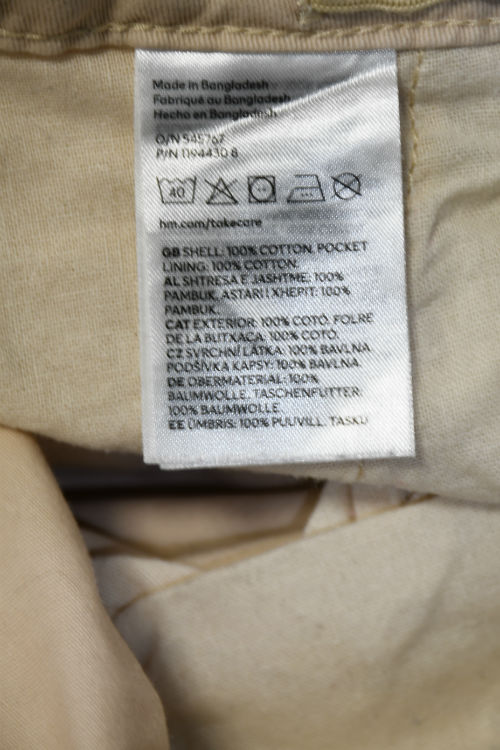 Made in Bangladesh
Fabriqué au Bangladesh
Hecho en Bangladesh
O/N 545767
P/N 1194430 8
40
hm.com/takecare
GB SHELL: 100% COTTON. POCKET
LINING: 100% COTTON.
AL SHTRESA E JASHTME: 100%
PAMBUK. ASTARI I XHEPIT: 100%
PAMBUK.
CAT EXTERIOR: 100% COTÓ. FOLRE
DE LA BUTXACA: 100% COTÓ.
CZ SVRCHNÍ LÁTKA: 100% BAVLNA.
PODŠÍVKA KAPSY: 100% BAVLNA.
DE OBERMATERIAL: 100%
BAUMWOLLE. TASCHENFUTTER:
100% BAUMWOLLE.
EE ÜMBRIS: 100% PUUVILL. TASKU